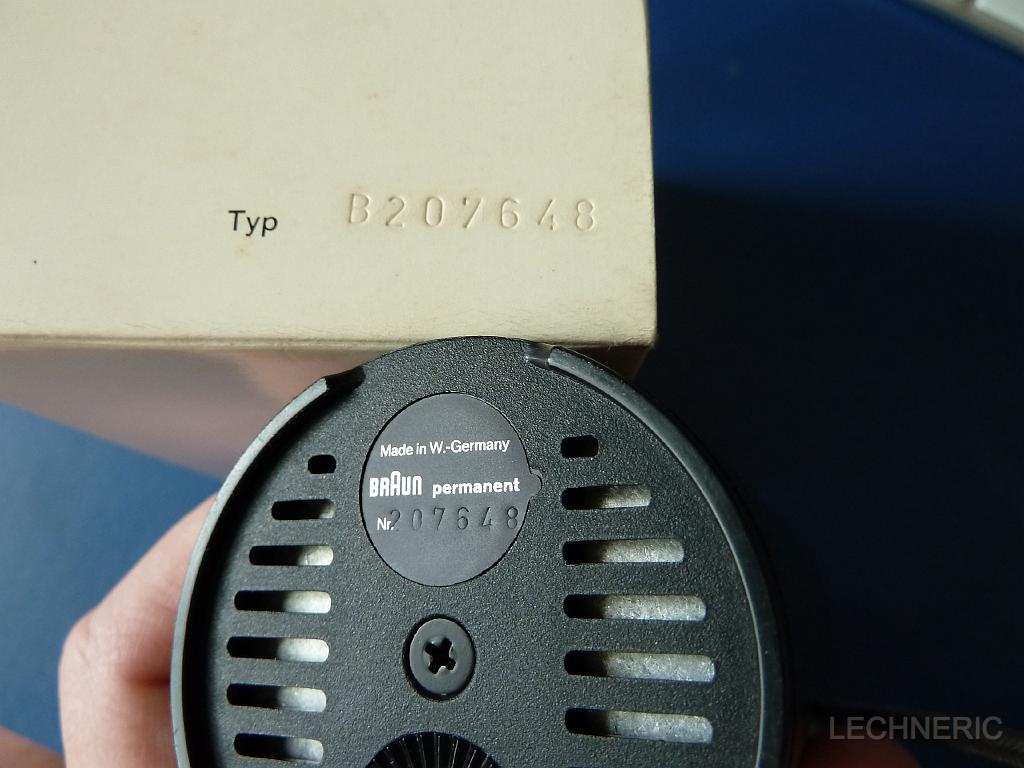 Typ B207648
Made in W.-Germany
BRAUN permanent
Nr. 207648
LECHNERIC